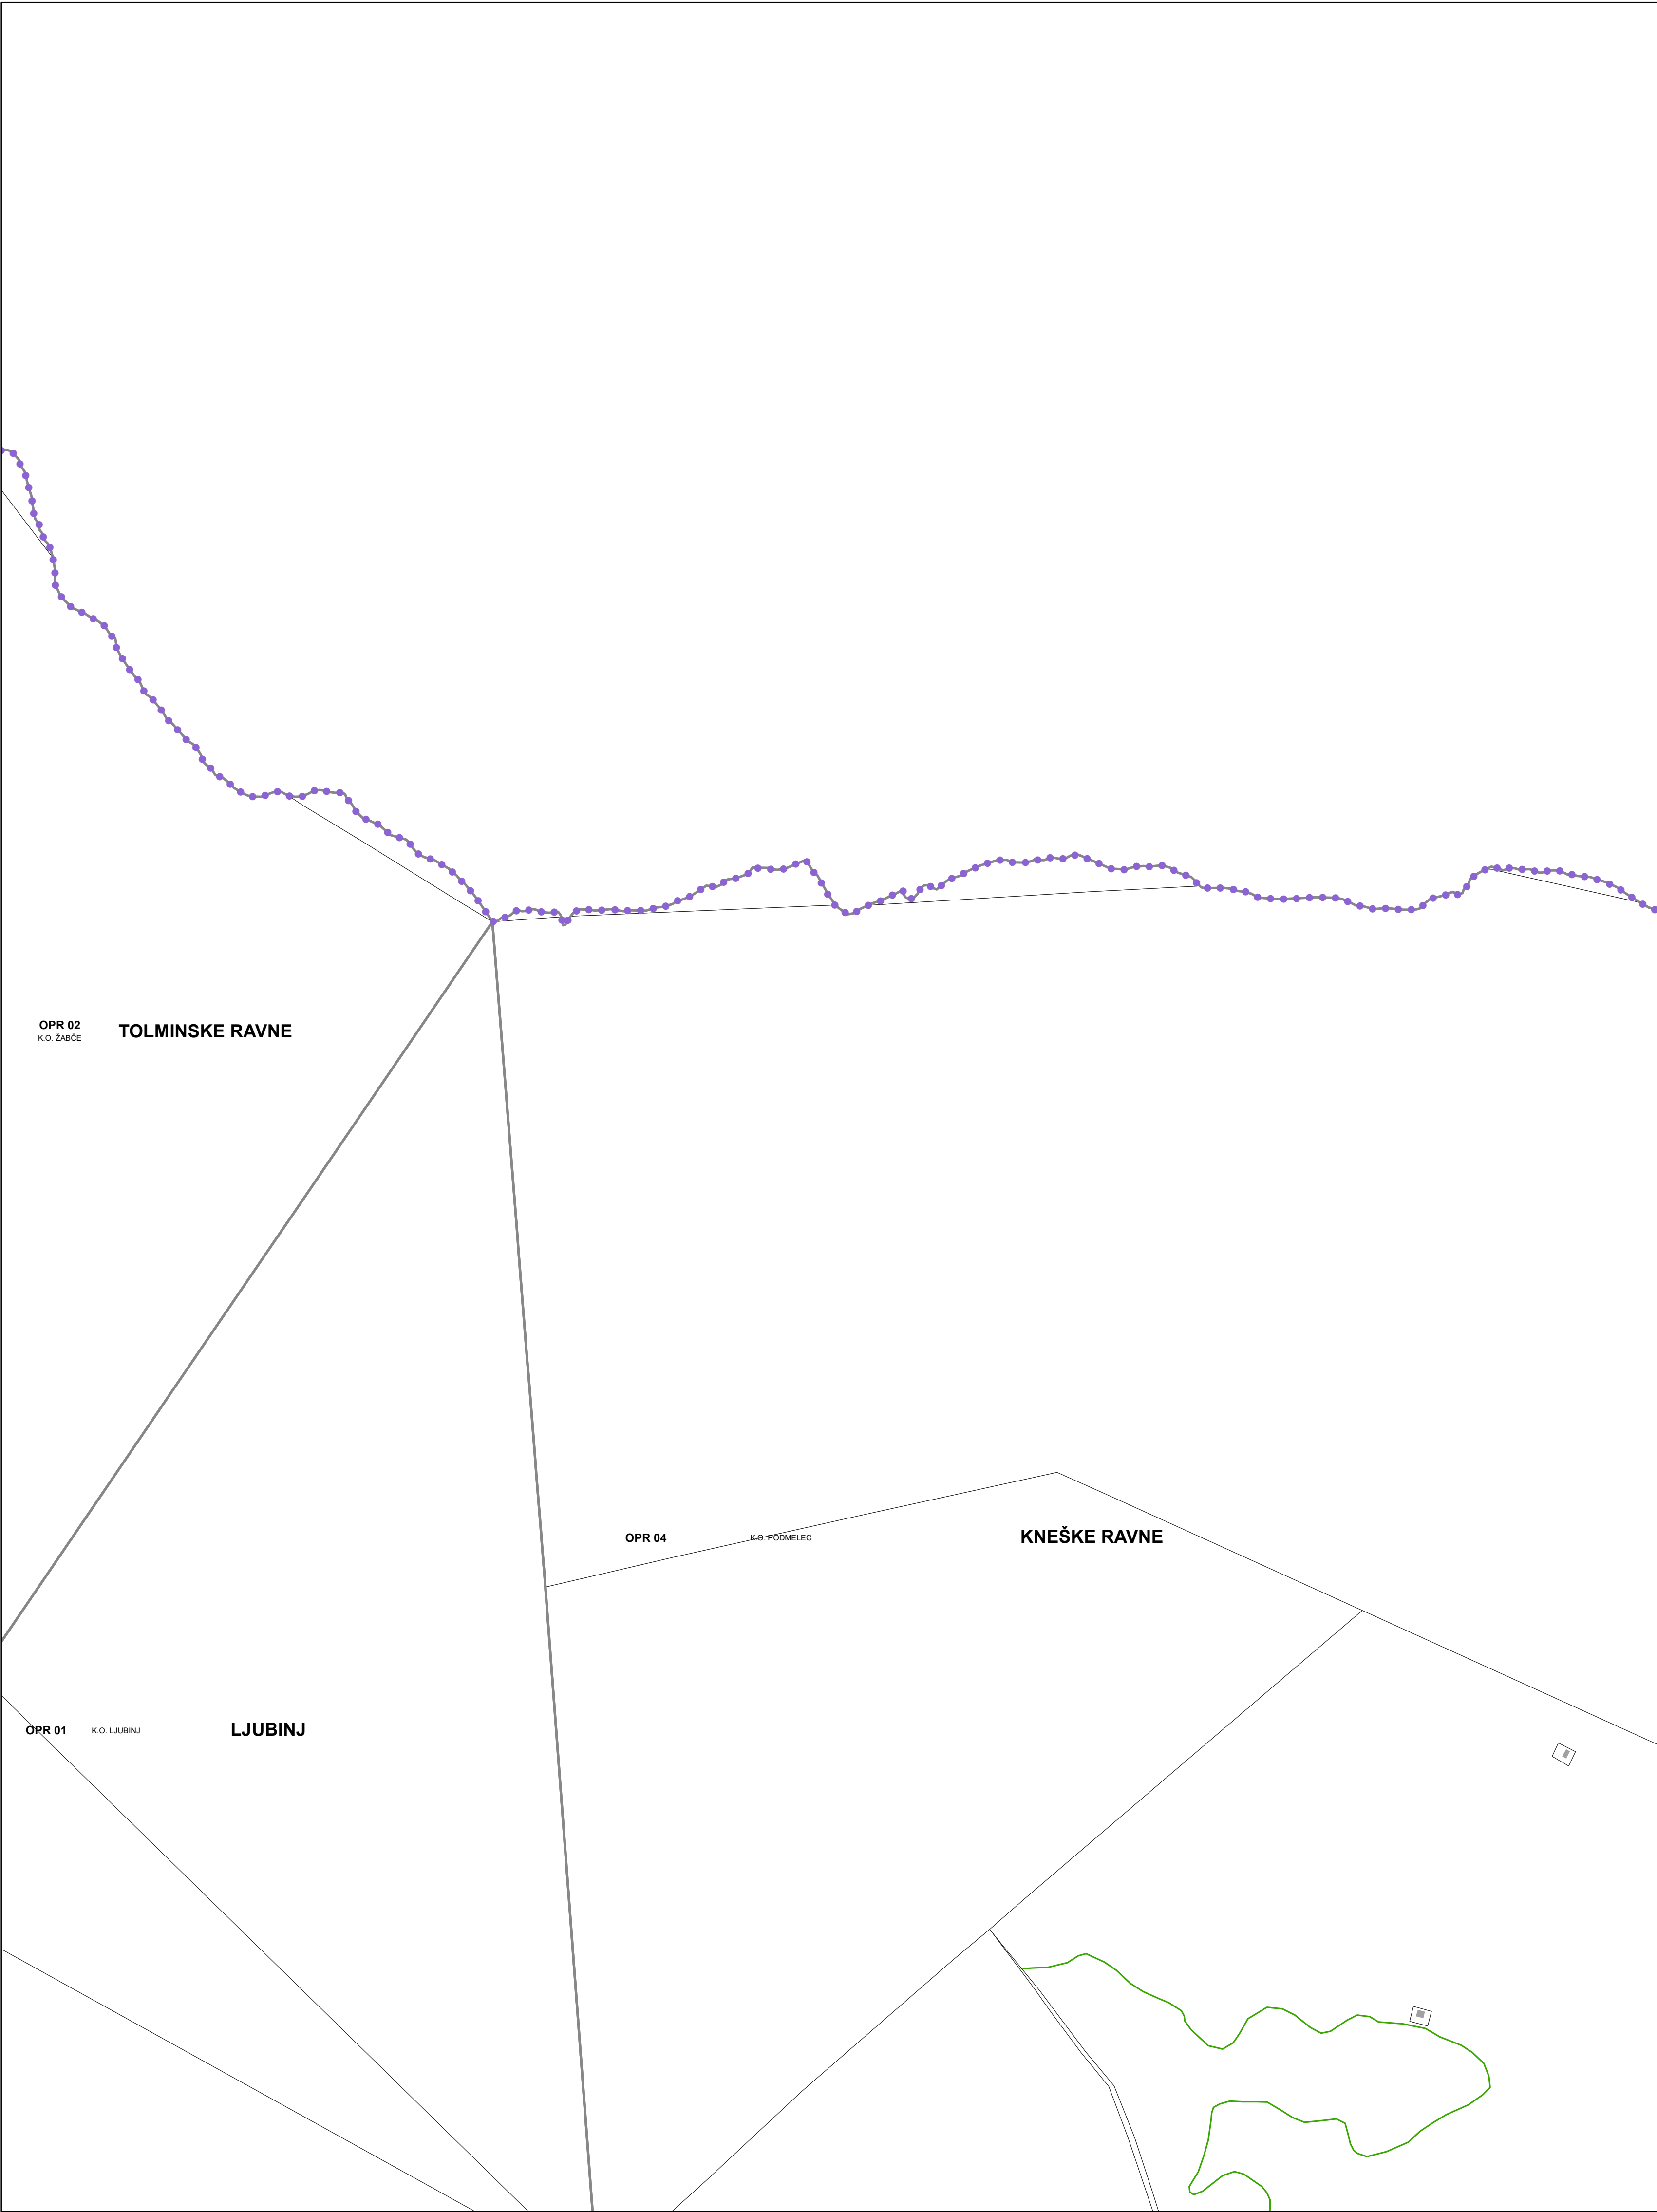 OPR 02
K.O. ŽABČE
TOLMINSKE RAVNE
OPR 04
K.O. PODMELEC
KNEŠKE RAVNE
OPR 01
K.O. LJUBINJ
LJUBINJ